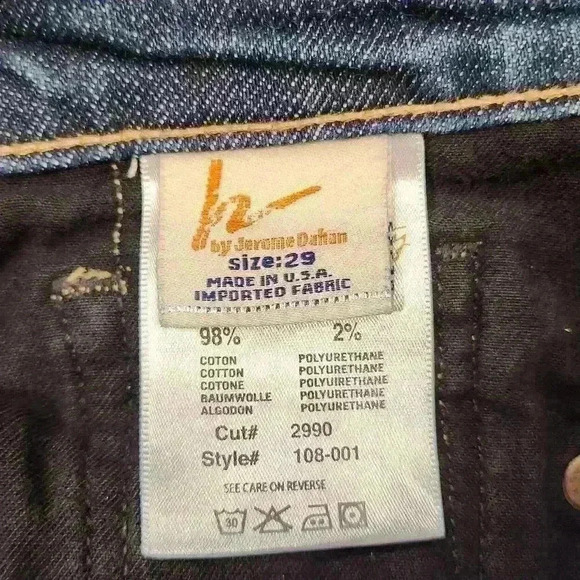 by Jerome Dahan
size:29
MADE IN U.S.A.
IMPORTED FABRIC
98% 2%
COTON POLYURETHANE
COTTON POLYURETHANE
COTONE POLYUIRETHANE
BAUMWOLLE POLYURETHANE
ALGODON POLYURETHANE
Cut# 2990
Style# 108-001
SEE CARE ON REVERSE
30